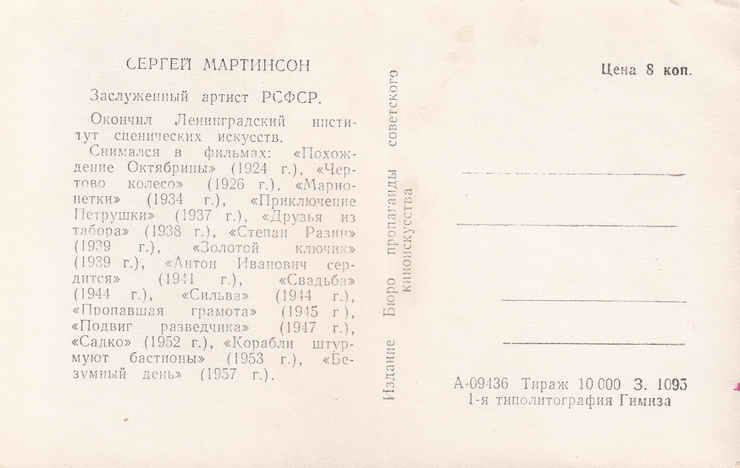 СЕРГЕЙ МАРТИНСОН
Заслуженный артист РСФСР.
Окончил Ленинградский инсти-
тут сценических искусств.
Снимался в фильмах: «Похож-
дение Октябрины» (1924 г.), «Чер-
тово колесо» (1926 г.), «Марио-
нетки» (1934 г.), «Приключение
Петрушки» (1937 г.), «Друзья из
табора» (1938 г.), «Степан Разин»
(1939 г.), «Золотой ключик»
(1939 г.), «Антон Иванович сер-
дится» (1941 г.), «Свадьба»
(1944 г.), «Сильва» (1944 г.),
«Пропавшая грамота» (1945 г ),
«Подвиг разведчика» (1947 г.),
«Садко» (1952 г.), «Корабли штур-
муют бастионы» (1953 г.), «Бе-
зумный день» (1957 г.).
Издание Бюро пропаганды советского
киноискусства
Цена 8 коп.
А-09436 Тираж 10 000 З. 1095
1-я типолитография Гимиза